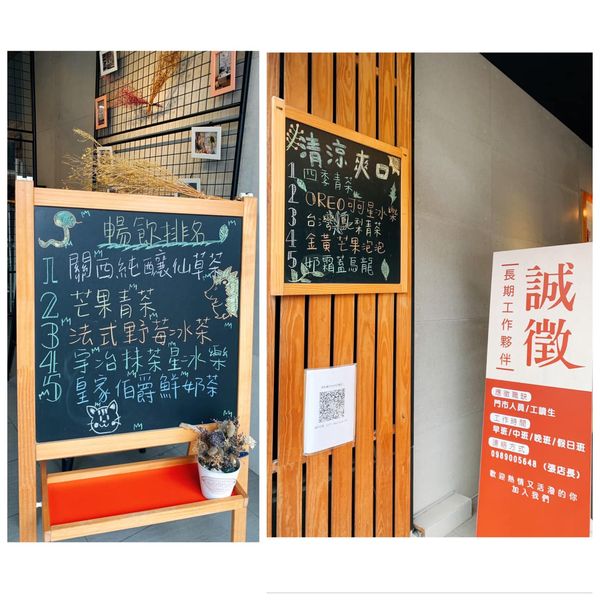 暢飲排名
1 關西純釀仙草茶
2 芒果青茶
3 法式野莓冰茶
4 宇治抹茶星冰樂
5 皇家伯爵鮮奶茶
清涼爽口
1 四季青茶
2 OREO可可星冰樂
3 台灣鳳梨青茶
4 金黃芒果泡泡
5 奶霜蓋烏龍
誠徵
長期工作夥伴
應徵職缺
門市人員/工讀生
工作時間
早班/中班/晚班/假日班
連絡方式
0989005648 (張店長)
歡迎熱情又活潑的你
加入我們